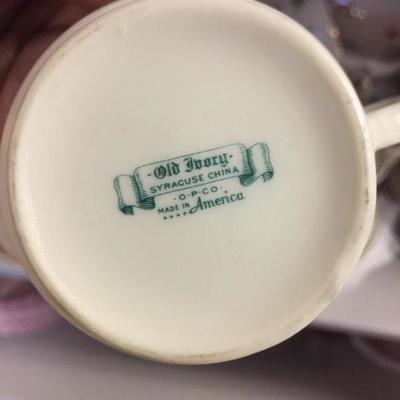 ·Old Ivory·
SYRACUSE CHINA
·O·P·CO·
MADE IN America